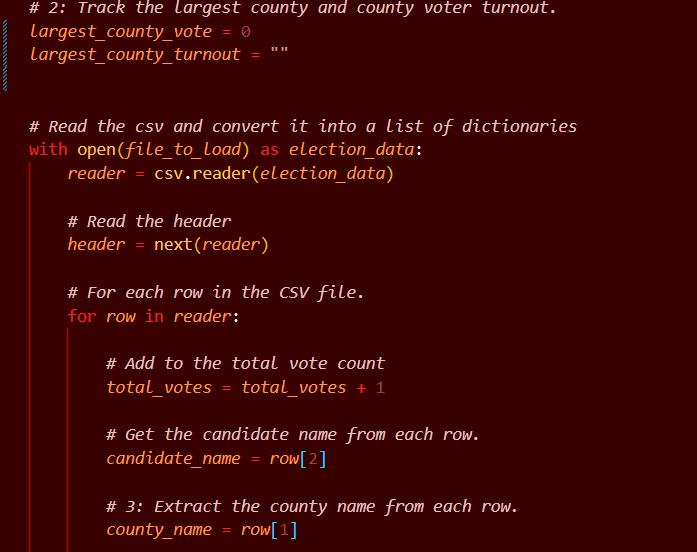 # 2: Track the largest county and county voter turnout.
largest_county_vote = 0
largest_county_turnout = ""
# Read the csv and convert it into a list of dictionaries
with open(file_to_load) as election_data:
reader = csv.reader(election_data)
# Read the header
header = next(reader)
# For each row in the CSV file.
for row in reader:
# Add to the total vote count
total_votes = total_votes + 1
# Get the candidate name from each row.
candidate_name = row[2]
# 3: Extract the county name from each row.
county_name = row[1]